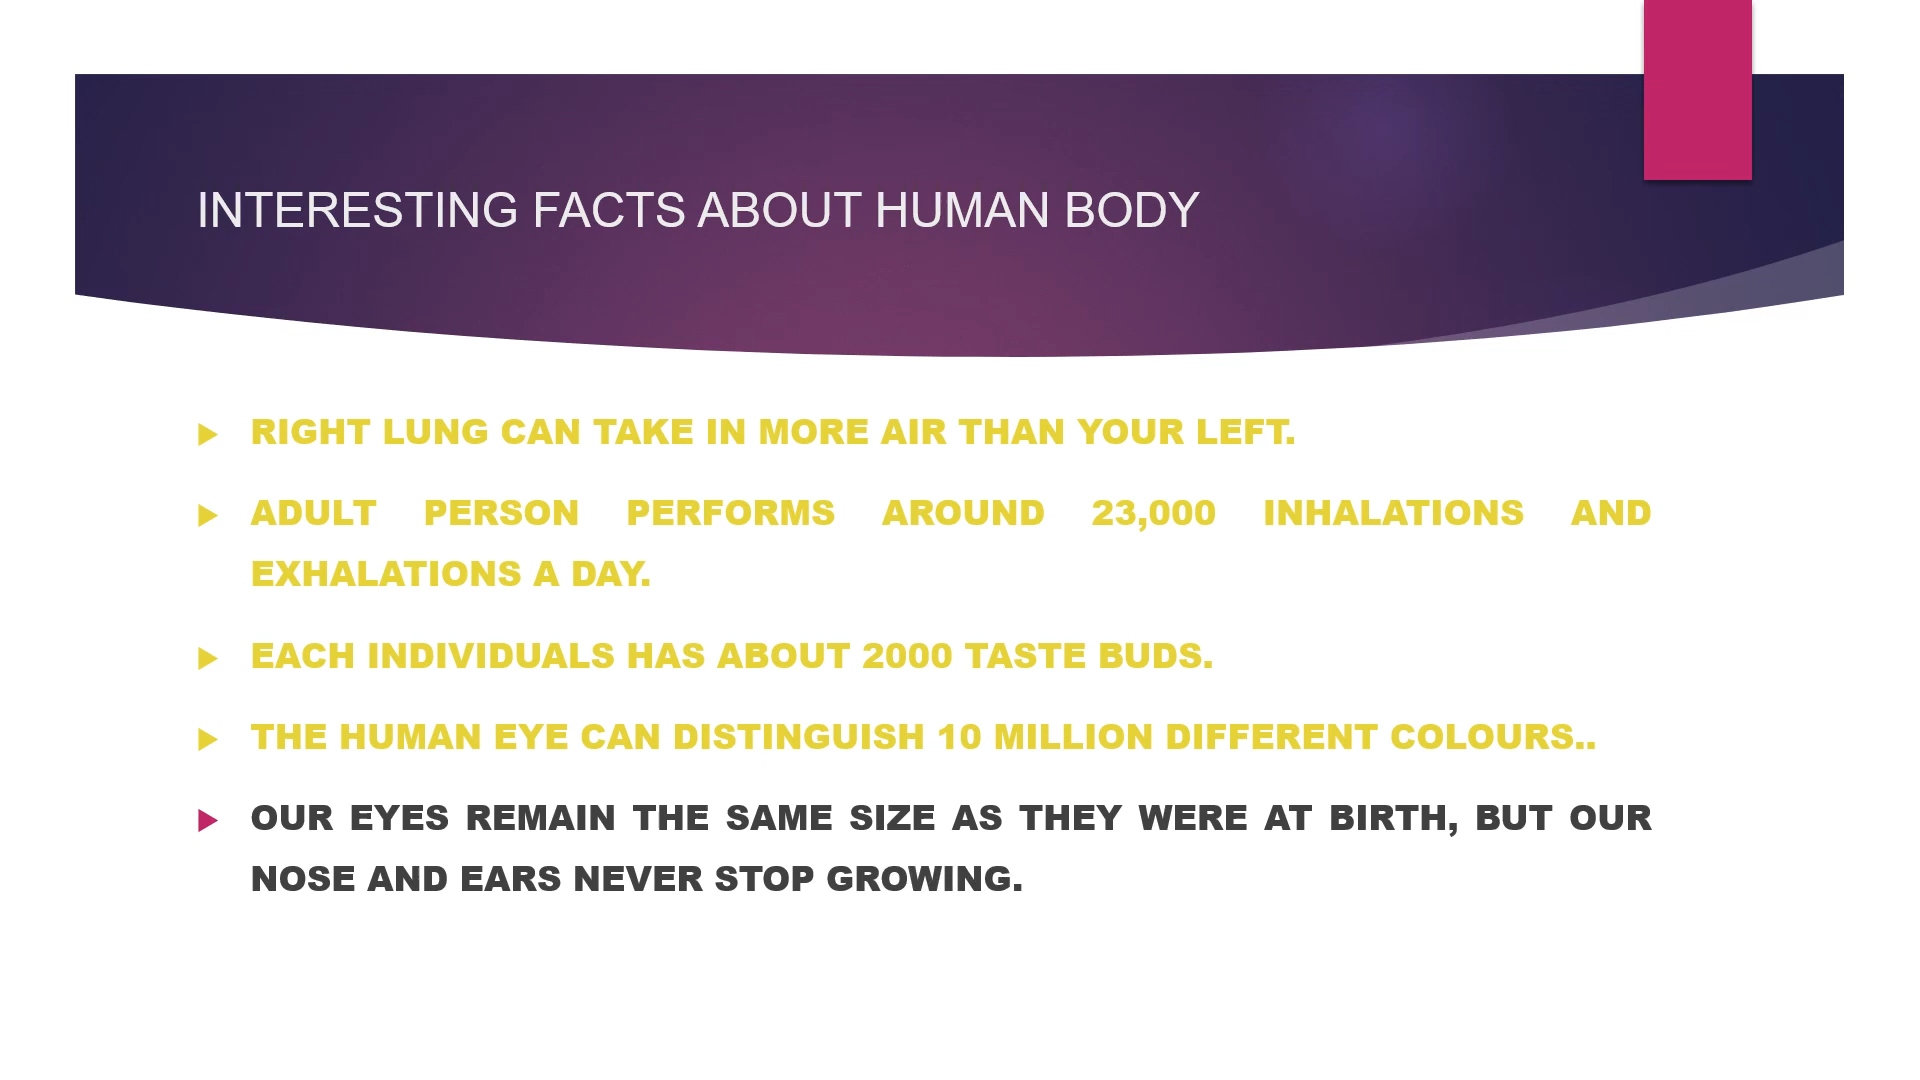 INTERESTING FACTS ABOUT HUMAN BODY
RIGHT LUNG CAN TAKE IN MORE AIR THAN YOUR LEFT.
ADULT PERSON PERFORMS AROUND 23,000 INHALATIONS AND
EXHALATIONS A DAY.
EACH INDIVIDUALS HAS ABOUT 2000 TASTE BUDS.
THE HUMAN EYE CAN DISTINGUISH 10 MILLION DIFFERENT COLOURS..
OUR EYES REMAIN THE SAME SIZE AS THEY WERE AT BIRTH, BUT OUR
NOSE AND EARS NEVER STOP GROWING.